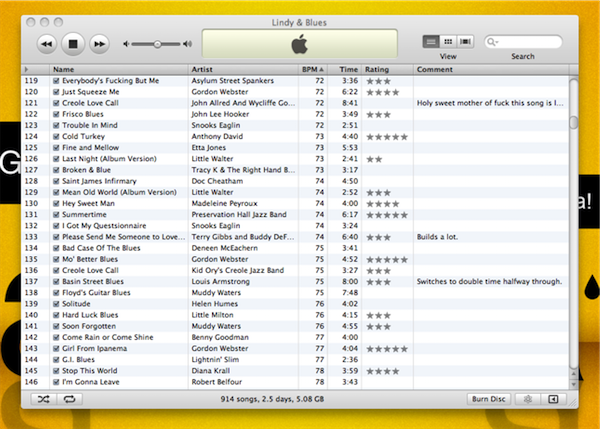 Lindy & Blues
View
Search
Name Artist BPM Time Rating Comment
119 Everybody's Fucking But Me Asylum Street Spankers 72 3:36 ★★★
120 Just Squeeze Me Gordon Webster 72 6:22 ★★★★
121 Creole Love Call John Allred And Wycliffe Go... 72 8:41 Holy sweet mother of fuck this song is l...
122 Frisco Blues John Lee Hooker 72 3:49 ★★★
123 Trouble In Mind Snooks Eaglin 72 2:51
124 Cold Turkey Anthony David 73 4:40 ★★★★★
125 Fine and Mellow Etta Jones 73 5:53
126 Last Night (Album Version) Little Walter 73 2:41 ★★
127 Broken & Blue Tracy K & The Right Hand B... 73 3:17
128 Saint James Infirmary Doc Cheatham 74 4:50
129 Mean Old World (Album Version) Little Walter 74 2:52 ★★★
130 Hey Sweet Man Madeleine Peyroux 74 4:00 ★★★★
131 Summertime Preservation Hall Jazz Band 74 6:17 ★★★★★
132 I Got My Questionnaire Snooks Eaglin 74 3:24
133 Please Send Me Someone to Love... Terry Gibbs and Buddy DeF... 74 6:40 ★★★ Builds a lot.
134 Bad Case Of The Blues Deneen McEachern 75 3:41
135 Mo' Better Blues Gordon Webster 75 4:52 ★★★★★
136 Creole Love Call Kid Ory's Creole Jazz Band 75 3:27 ★★★
137 Basin Street Blues Louis Armstrong 75 8:00 ★★★ Switches to double time halfway through.
138 Floyd's Guitar Blues Muddy Waters 75 7:48
139 Solitude Helen Humes 76 4:02
140 Hard Luck Blues Little Milton 76 4:15 ★★★
141 Soon Forgotten Muddy Waters 76 4:55 ★★★
142 Come Rain or Come Shine Benny Goodman 77 4:00
143 Girl From Ipanema Gordon Webster 77 4:04 ★★★★★
144 G.I. Blues Lightnin' Slim 77 2:36
145 Stop This World Diana Krall 78 3:59 ★★★★
146 I'm Gonna Leave Robert Belfour 78 3:43
914 songs, 2.5 days, 5.08 GB
Burn Disc
G
a!